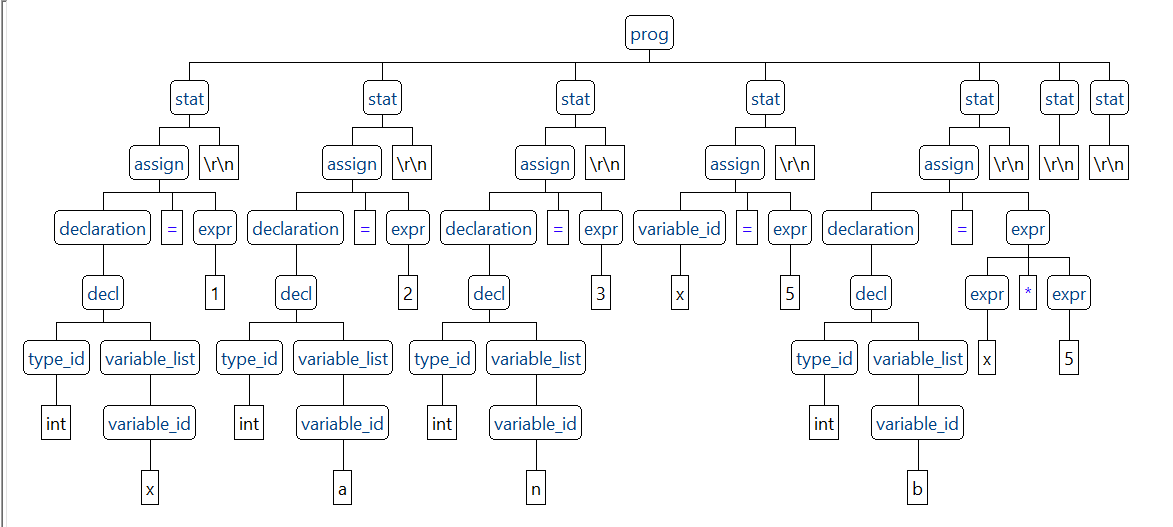 prog
stat stat stat stat stat stat stat
assign \r\n assign \r\n assign \r\n assign \r\n assign \r\n \r\n \r\n
declaration = expr declaration = expr declaration = expr variable_id = expr declaration = expr
decl 1 decl 2 decl 3 x 5 decl expr * expr
type_id variable_list type_id variable_list type_id variable_list type_id variable_list x 5
int variable_id int variable_id int variable_id int variable_id
x a n b